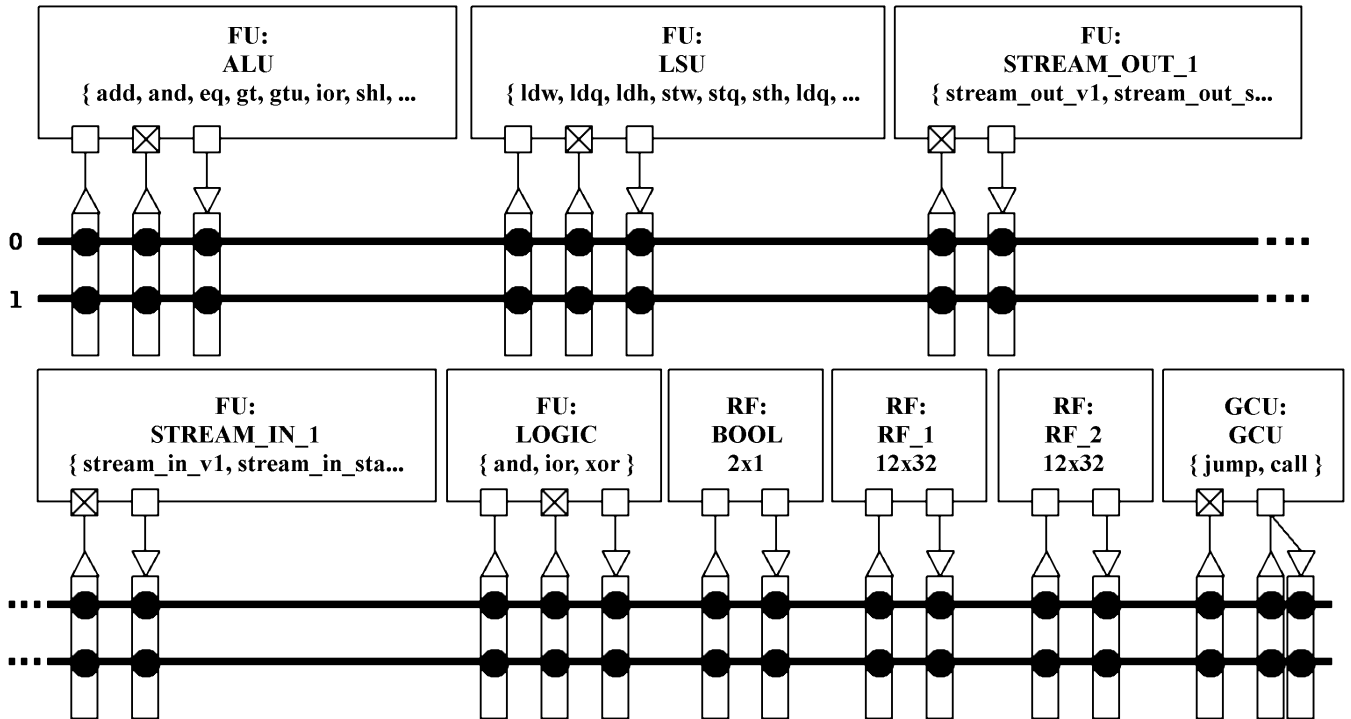 FU:
ALU
{ add, and, eq, gt, gtu, ior, shl, ...
FU:
LSU
{ ldw, ldq, ldh, stw, stq, sth, ldq, ...
FU:
STREAM_OUT_1
{ stream_out_v1, stream_out_s...
0
1
FU:
STREAM_IN_1
{ stream_in_v1, stream_in_sta...
FU:
LOGIC
{ and, ior, xor }
RF:
BOOL
2x1
RF:
RF_1
12x32
RF:
RF_2
12x32
GCU:
GCU
{ jump, call }